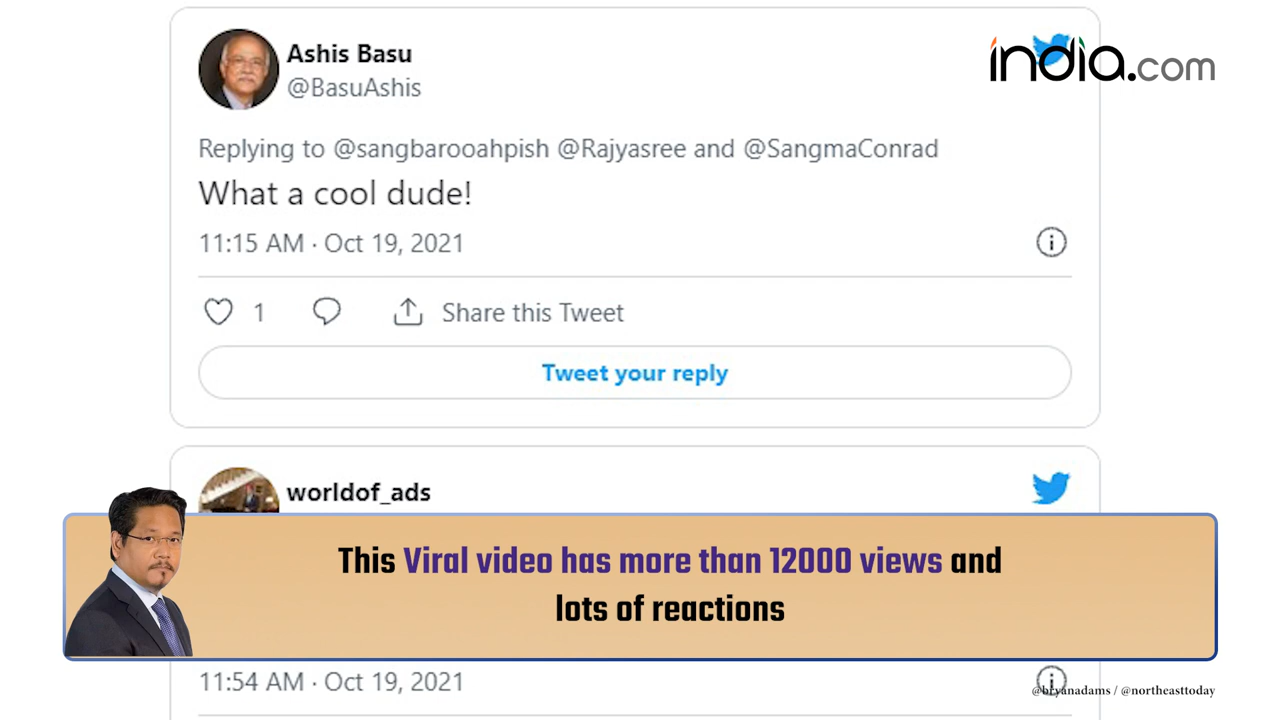 india.com
Ashis Basu
@BasuAshis
Replying to @sangbarooahpish @Rajyasree and @SangmaConrad
What a cool dude!
11:15 AM · Oct 19, 2021
1
Share this Tweet
Tweet your reply
worldof_ads
This Viral video has more than 12000 views and
lots of reactions
11:54 AM · Oct 19, 2021
@bryanadams / @northeasttoday